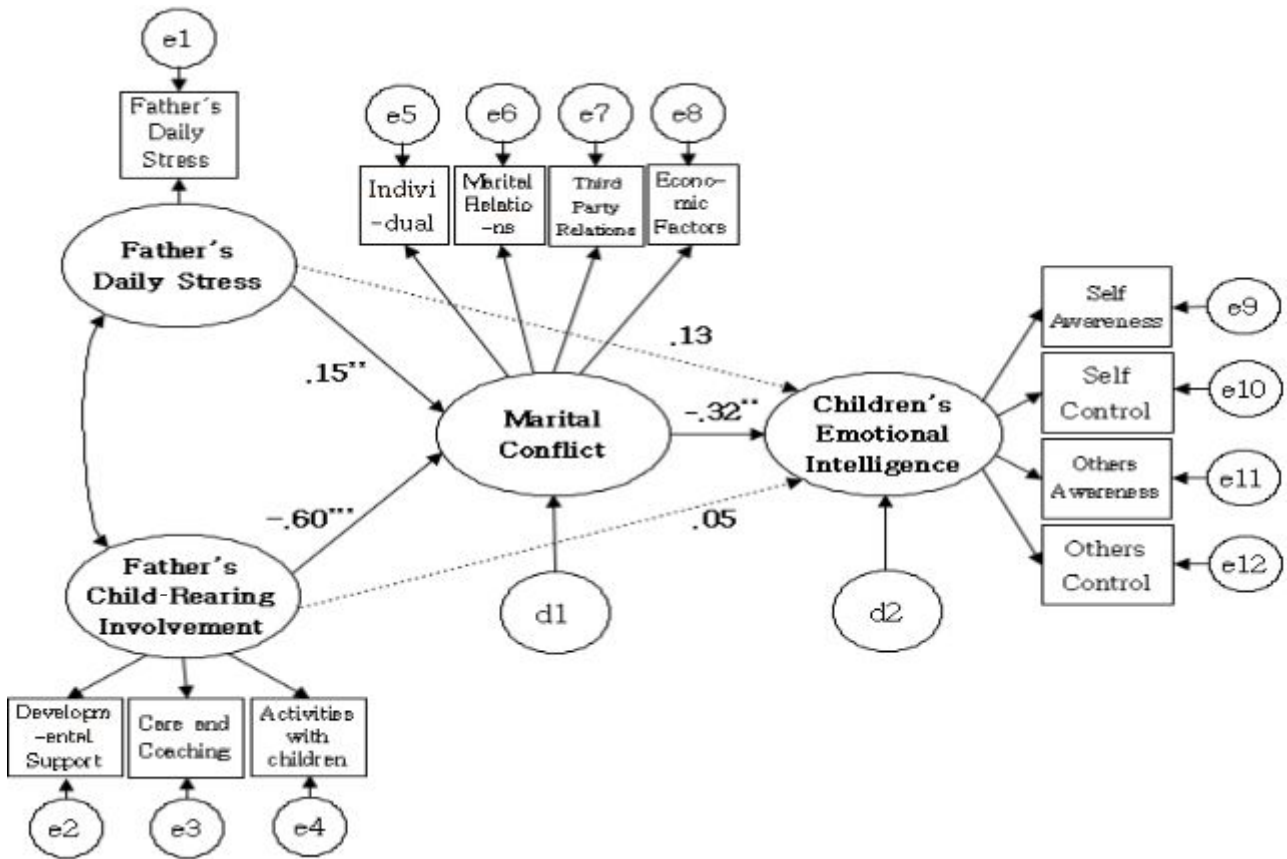 e1
Father's
Daily
Stress
e5
e6
e7
e8
Indivi
-dual
Marital
Relatio
-ns
Third
Party
Relations
Econo-
mic
Factors
Father's
Daily Stress
Self
Awareness
e9
.13
.15**
Self
Control
e10
Marital
Conflict
-.32**
Children's
Emotional
Intelligence
Others
Awareness
e11
-.60***
.05
Others
Control
e12
Father's
Child-Rearing
Involvement
d1
d2
Developm
-ental
Support
Care and
Coaching
Activities
with
children
e2
e3
e4